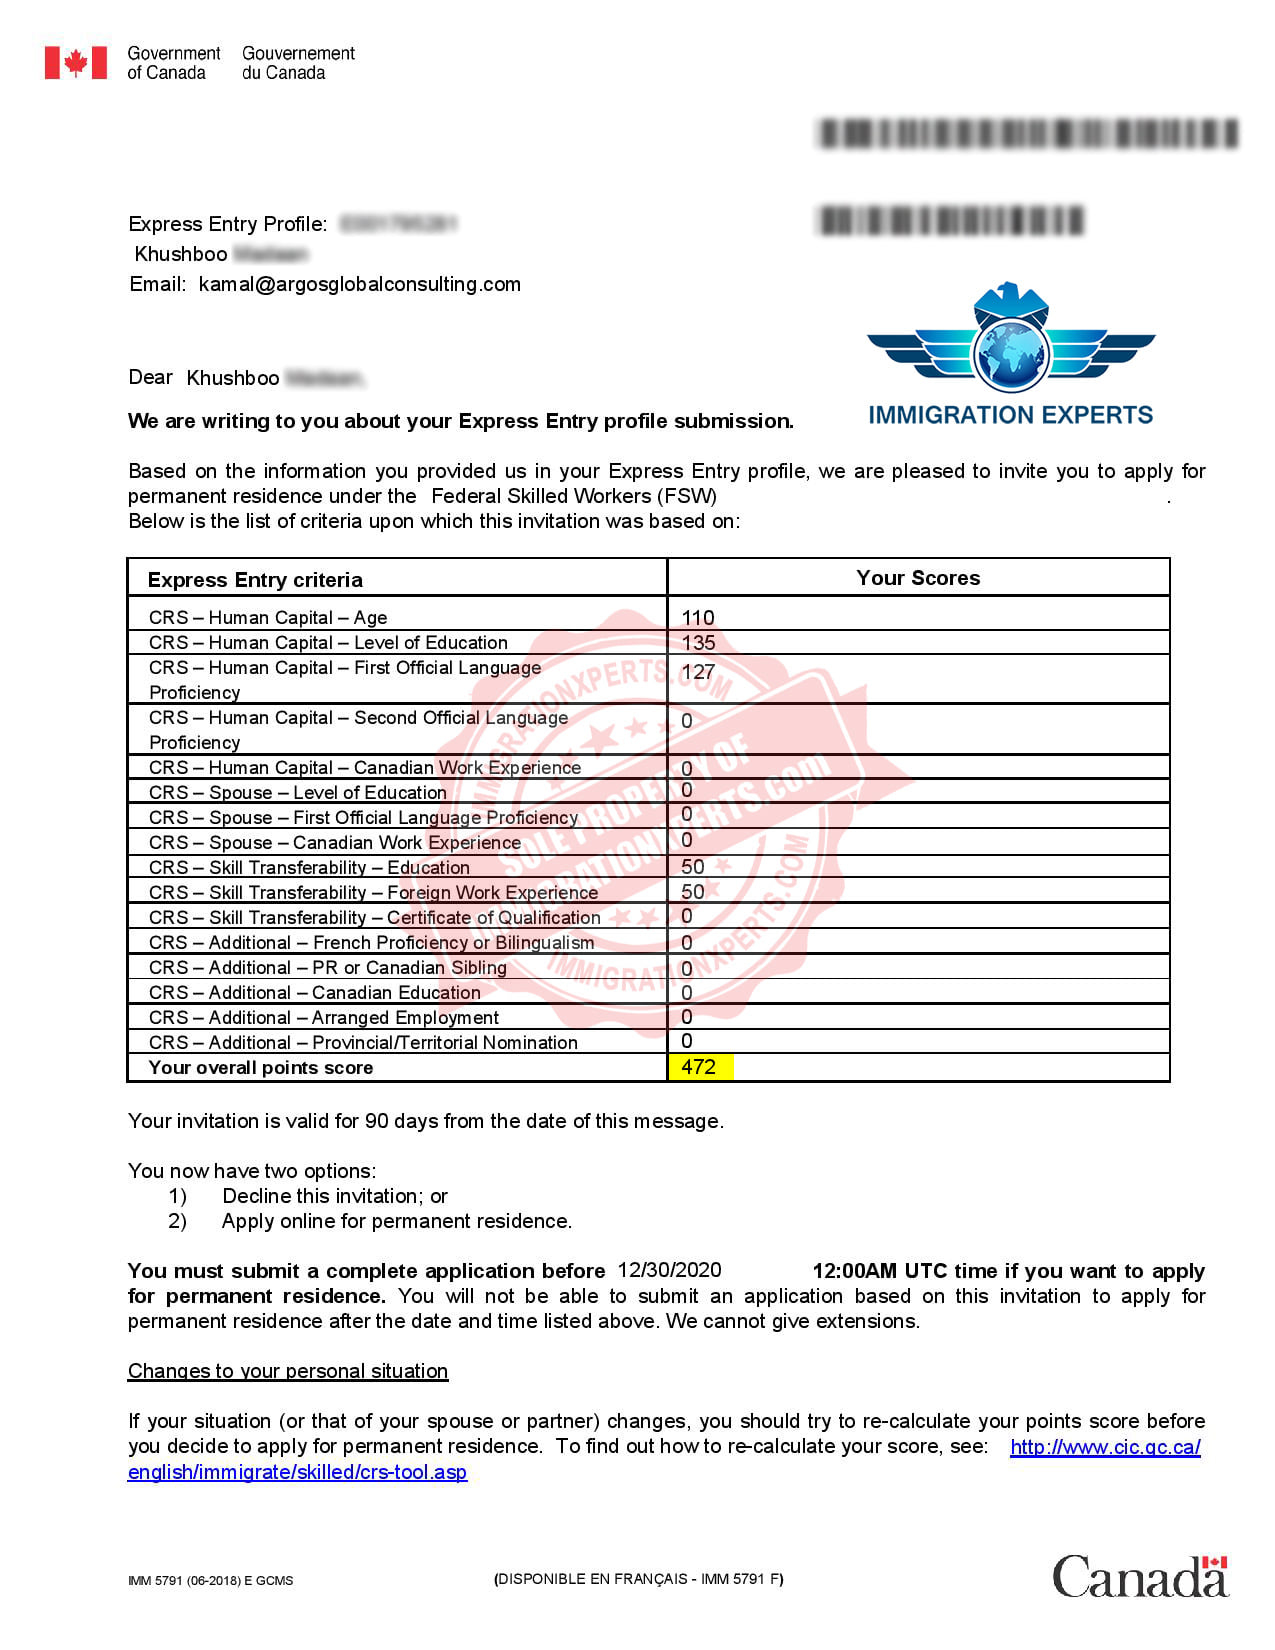 Government Gouvernement
of Canada du Canada
Express Entry Profile:
Khushboo
Email: kamal@argosglobalconsulting.com
IMMIGRATION EXPERTS
Dear Khushboo
We are writing to you about your Express Entry profile submission.
Based on the information you provided us in your Express Entry profile, we are pleased to invite you to apply for
permanent residence under the Federal Skilled Workers (FSW) .
Below is the list of criteria upon which this invitation was based on:
Express Entry criteria Your Scores
CRS – Human Capital – Age 110
CRS – Human Capital – Level of Education 135
CRS – Human Capital – First Official Language 127
Proficiency
CRS – Human Capital – Second Official Language 0
Proficiency
CRS – Human Capital – Canadian Work Experience 0
CRS – Spouse – Level of Education 0
CRS – Spouse – First Official Language Proficiency 0
CRS – Spouse – Canadian Work Experience 0
CRS – Skill Transferability – Education 50
CRS – Skill Transferability – Foreign Work Experience 50
CRS – Skill Transferability – Certificate of Qualification 0
CRS – Additional – French Proficiency or Bilingualism 0
CRS – Additional – PR or Canadian Sibling 0
CRS – Additional – Canadian Education 0
CRS – Additional – Arranged Employment 0
CRS – Additional – Provincial/Territorial Nomination 0
Your overall points score 472
IMMIGRATIONXPERTS.COM
SOLE PROPERTY OF
IMMIGRATIONXPERTS.com
IMMIGRATIONXPERTS.COM
Your invitation is valid for 90 days from the date of this message.
You now have two options:
1) Decline this invitation; or
2) Apply online for permanent residence.
You must submit a complete application before 12/30/2020 12:00AM UTC time if you want to apply
for permanent residence. You will not be able to submit an application based on this invitation to apply for
permanent residence after the date and time listed above. We cannot give extensions.
Changes to your personal situation
If your situation (or that of your spouse or partner) changes, you should try to re-calculate your points score before
you decide to apply for permanent residence. To find out how to re-calculate your score, see: http://www.cic.gc.ca/
english/immigrate/skilled/crs-tool.asp
IMM 5791 (06-2018) E GCMS (DISPONIBLE EN FRANÇAIS - IMM 5791 F) Canada